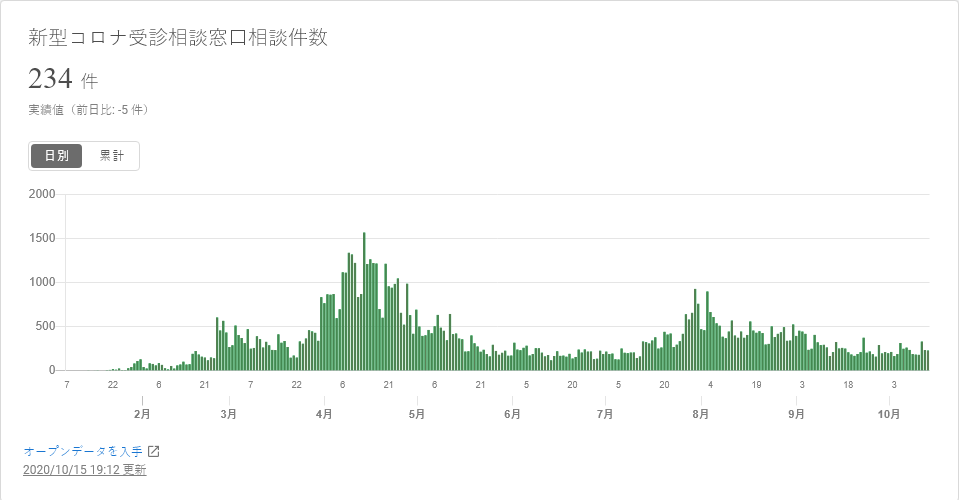 新型コロナ受診相談窓口相談件数
234 件
実績値（前日比: -5 件）
日別 累計
2000
1500
1000
500
0
7 22 6 21 7 22 6 21 6 21 5 20 5 20 4 19 3 18 3
2月 3月 4月 5月 6月 7月 8月 9月 10月
オープンデータを入手
2020/10/15 19:12 更新